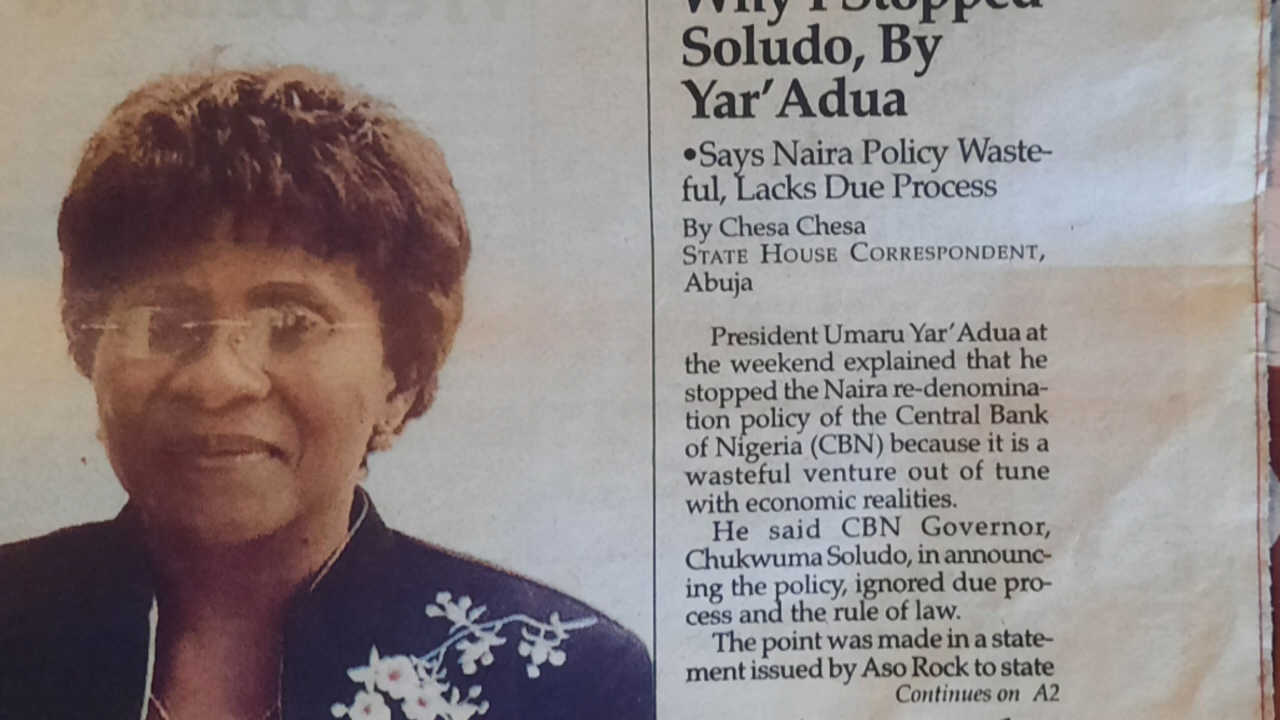 Why I Stopped
Soludo, By
Yar'Adua
•Says Naira Policy Waste-
ful, Lacks Due Process
By Chesa Chesa
STATE HOUSE CORRESPONDENT,
Abuja
President Umaru Yar'Adua at
the weekend explained that he
stopped the Naira re-denomina-
tion policy of the Central Bank
of Nigeria (CBN) because it is a
wasteful venture out of tune
with economic realities.
He said CBN Governor,
Chukwuma Soludo, in announc-
ing the policy, ignored due pro-
cess and the rule of law.
The point was made in a state-
ment issued by Aso Rock to state
Continues on A2